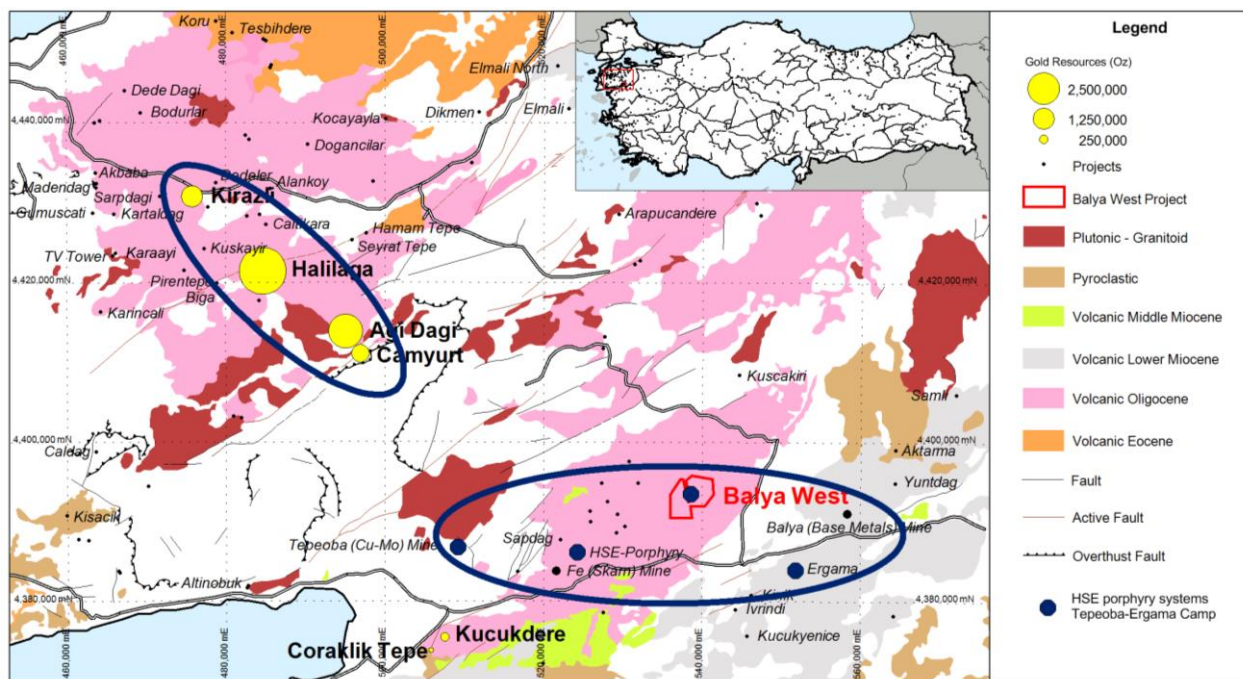 Koru
Tesbihdere
460,000 mE
480,000 mE
500,000 mE
520,000 mE
Elmali North
Dede Dagi
Bodurlar
Kocayayla
Dikmen
Elmali
4,440,000 mN
Dogancilar
Akbaba
Madendag
Sarpdagi
Alankoy
Kirazli
Kartaldag
Arapucandere
Hamam Tepe
Seyrat Tepe
Kuskayir
TV Tower
Karaayi
Halilaga
Pirentepe
4,420,000 mN
4,420,000 mN
Biga
Karincali
Agi Dagi
Camyurt
Kuscakiri
Samli
4,400,000 mN
4,400,000 mN
Caldag
Aktarma
Yuntdag
Balya West
Kisacik
Balya (Base Metals) Mine
Sapdag
Tepeoba (Cu-Mo) Mine
HSE-Porphyry
Fe (Skarn) Mine
Ergama
Altinobuk
4,380,000 mN
4,380,000 mN
Ivrindi
Kucukdere
Kucukyenice
Coraklik Tepe
460,000 mE
480,000 mE
500,000 mE
520,000 mE
540,000 mE
560,000 mE
Legend
Gold Resources (Oz)
2,500,000
1,250,000
250,000
Projects
Balya West Project
Plutonic - Granitoid
Pyroclastic
Volcanic Middle Miocene
Volcanic Lower Miocene
Volcanic Oligocene
Volcanic Eocene
Fault
Active Fault
Overthust Fault
HSE porphyry systems
Tepeoba-Ergama Camp